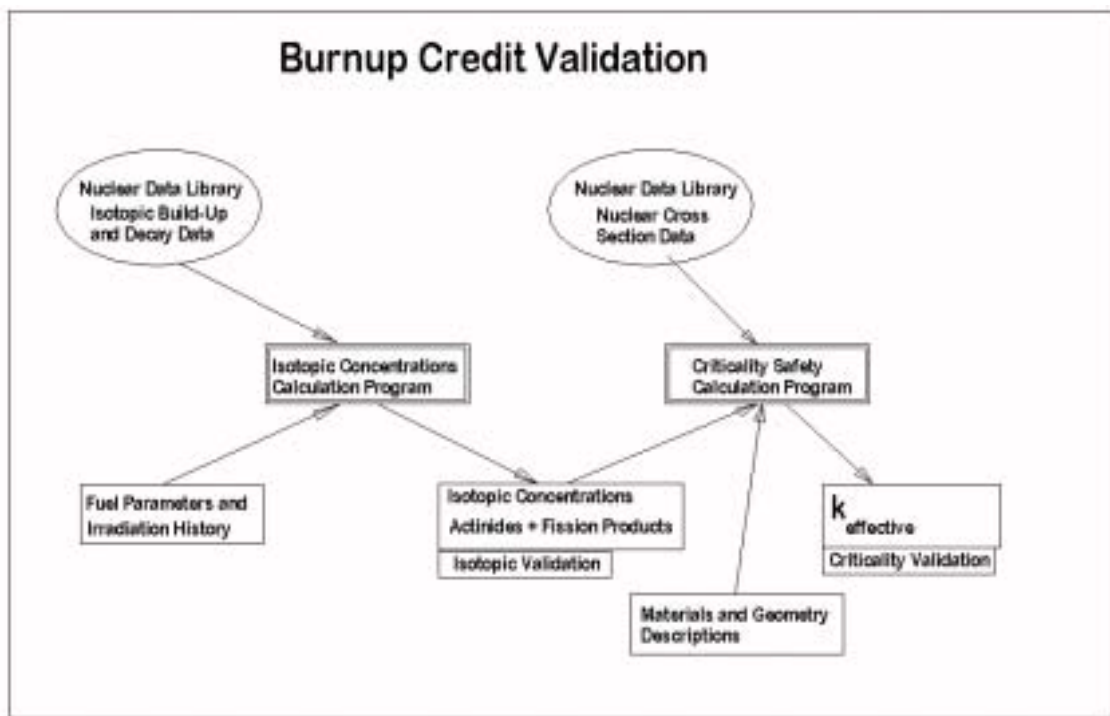 Burnup Credit Validation
Nuclear Data Library
Isotopic Build-Up
and Decay Data
Nuclear Data Library
Nuclear Cross
Section Data
Isotopic Concentrations
Calculation Program
Criticality Safety
Calculation Program
Fuel Parameters and
Irradiation History
Isotopic Concentrations
Actinides + Fission Products
Isotopic Validation
k
effective
Criticality Validation
Materials and Geometry
Descriptions